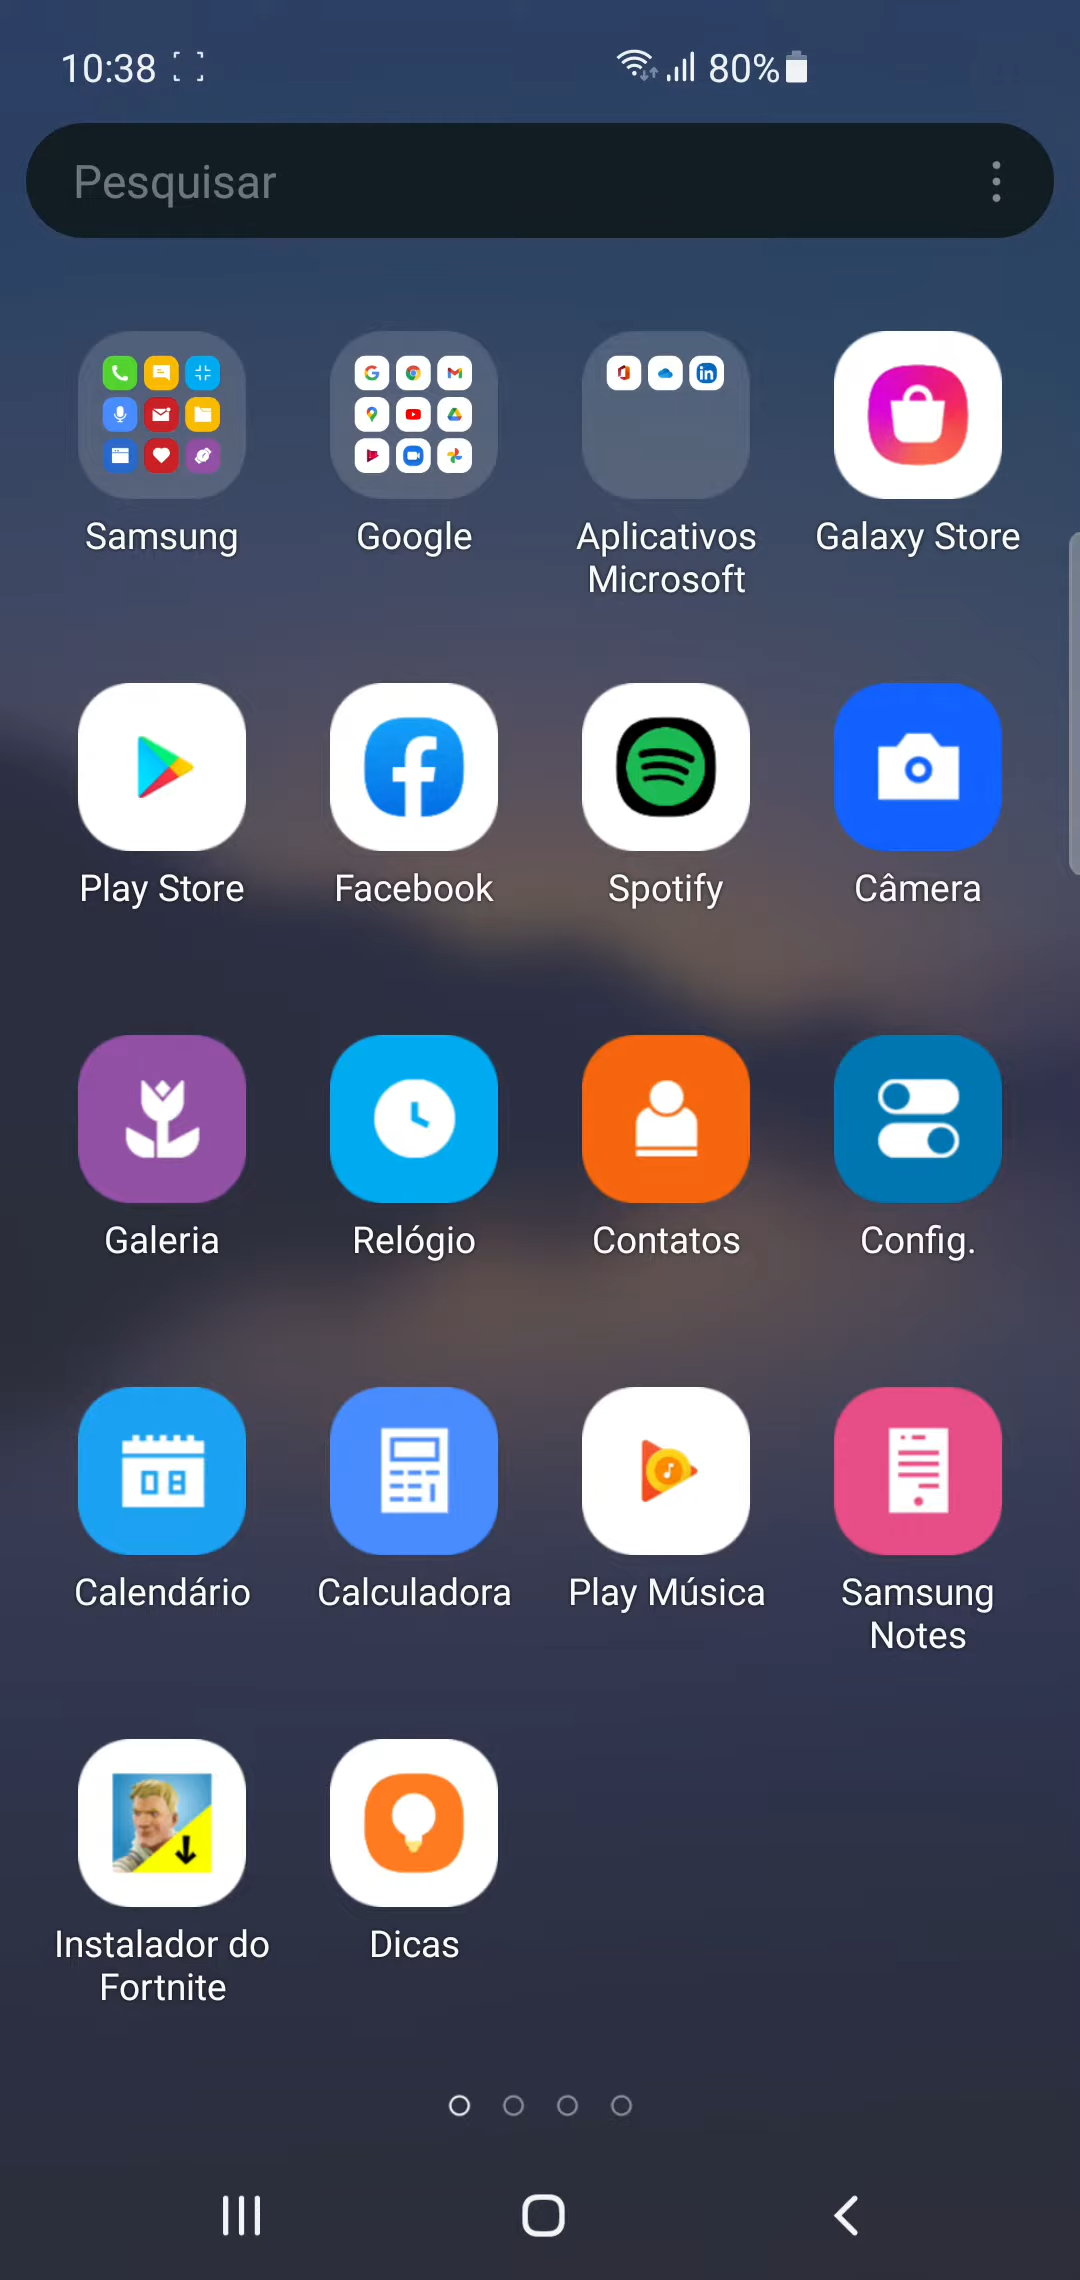 10:38 80%
Pesquisar
Samsung Google Aplicativos Microsoft Galaxy Store
Play Store Facebook Spotify Câmera
Galeria Relógio Contatos Config.
08
Calendário Calculadora Play Música Samsung Notes
Instalador do Fortnite Dicas